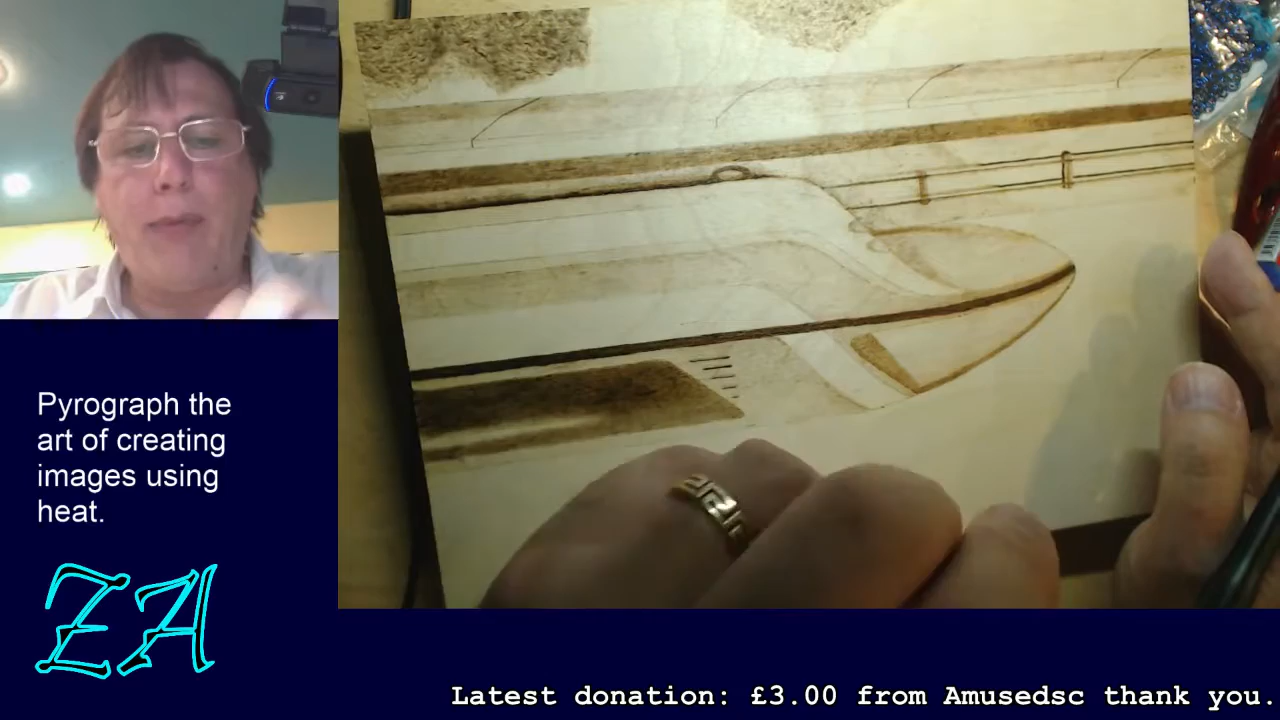 Pyrograph the
art of creating
images using
heat.
ZA
Latest donation: £3.00 from Amusedsc thank you.